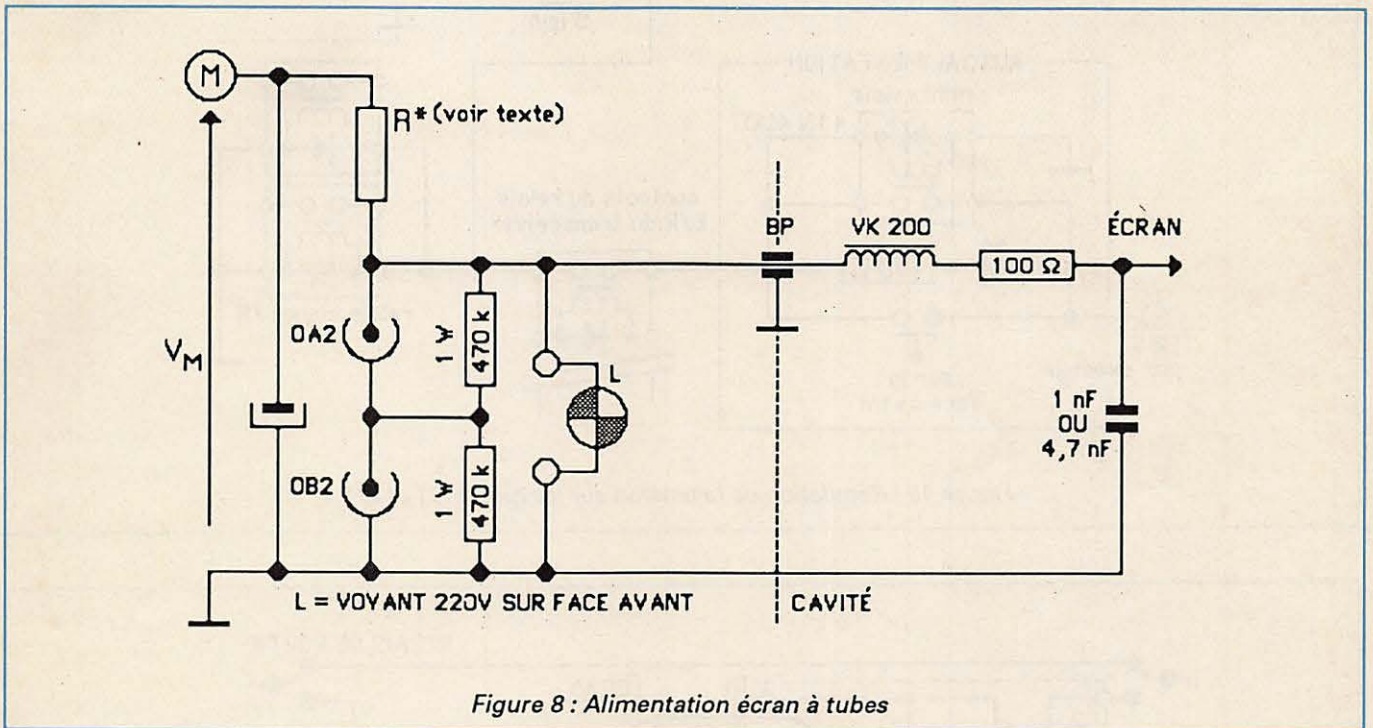 M
R* (voir texte)
BP
VK 200
ÉCRAN
100 Ω
OA2
1 W
470 k
L
V_M
1 nF
OU
4,7 nF
OB2
1 W
470 k
L = VOYANT 220V SUR FACE AVANT
CAVITÉ
Figure 8 : Alimentation écran à tubes